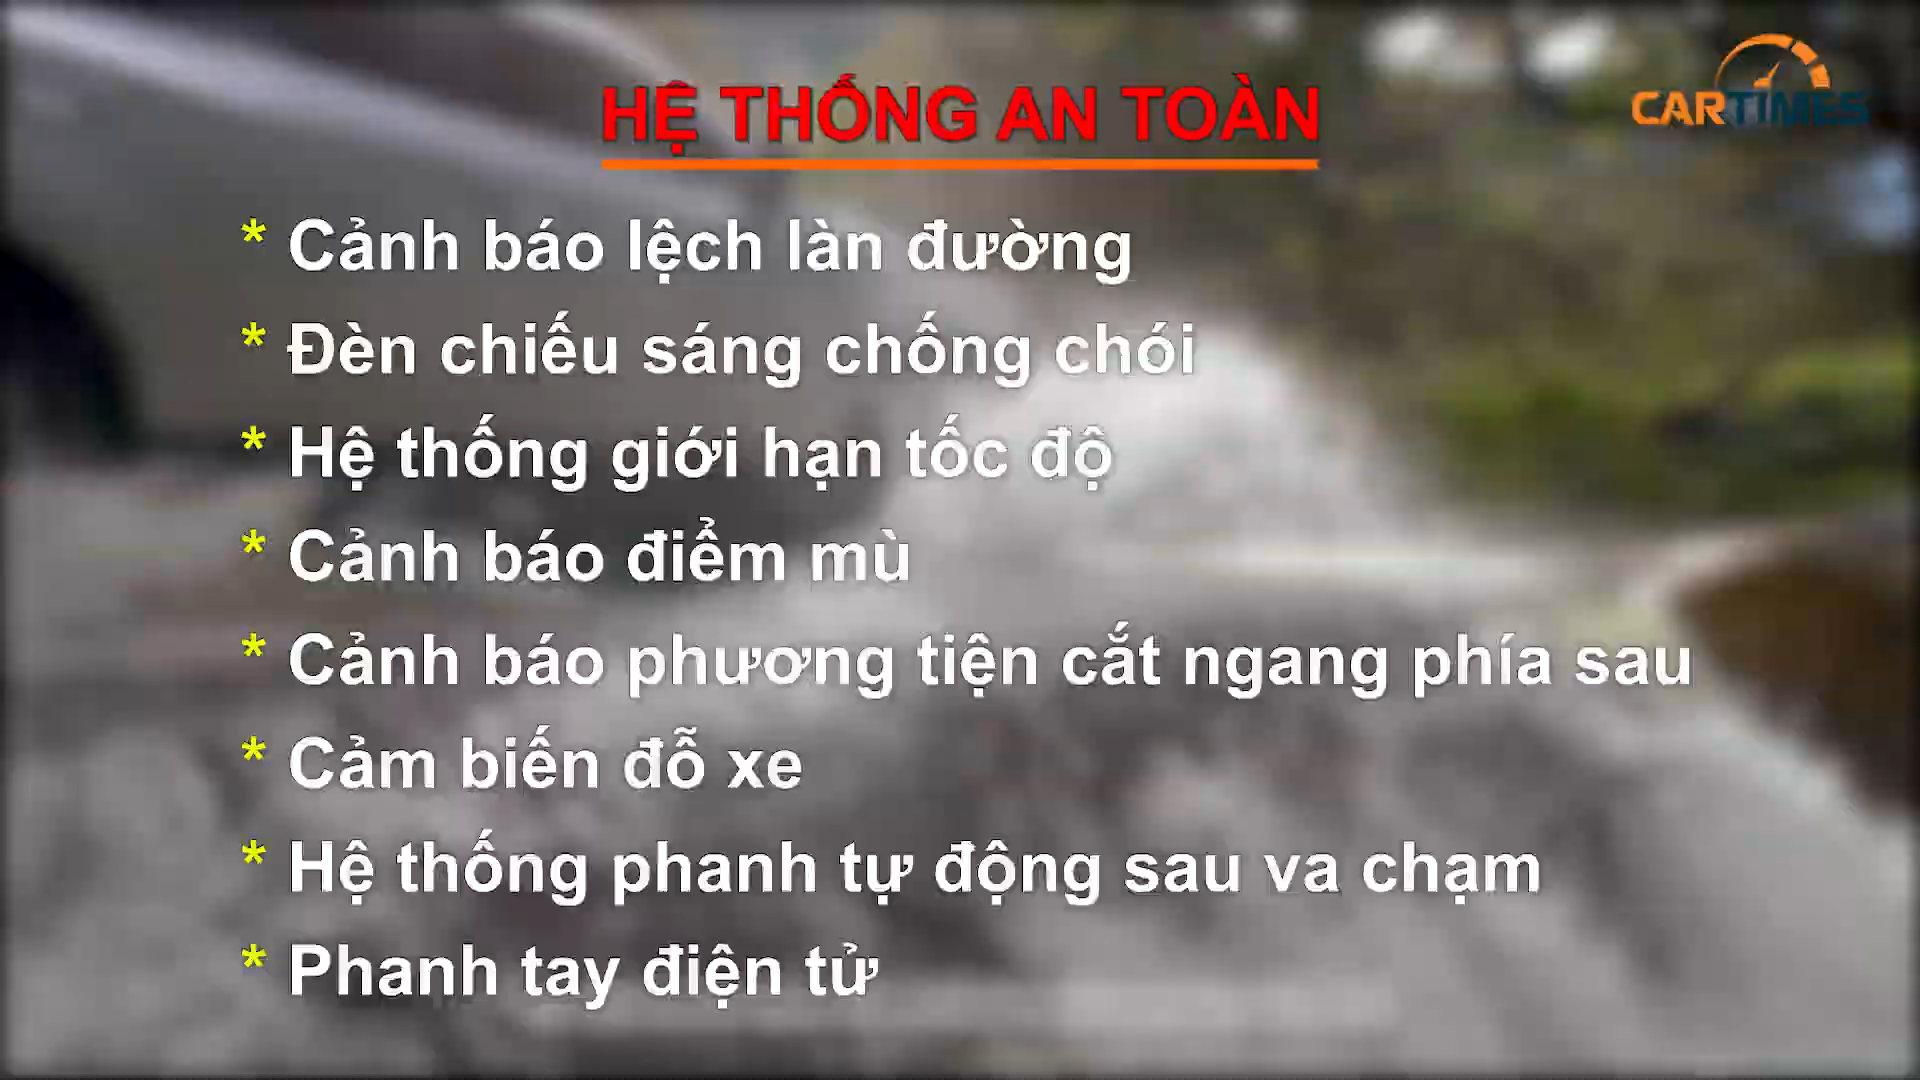 HỆ THỐNG AN TOÀN
CARTIMES
* Cảnh báo lệch làn đường
* Đèn chiếu sáng chống chói
* Hệ thống giới hạn tốc độ
* Cảnh báo điểm mù
* Cảnh báo phương tiện cắt ngang phía sau
* Cảm biến đỗ xe
* Hệ thống phanh tự động sau va chạm
* Phanh tay điện tử